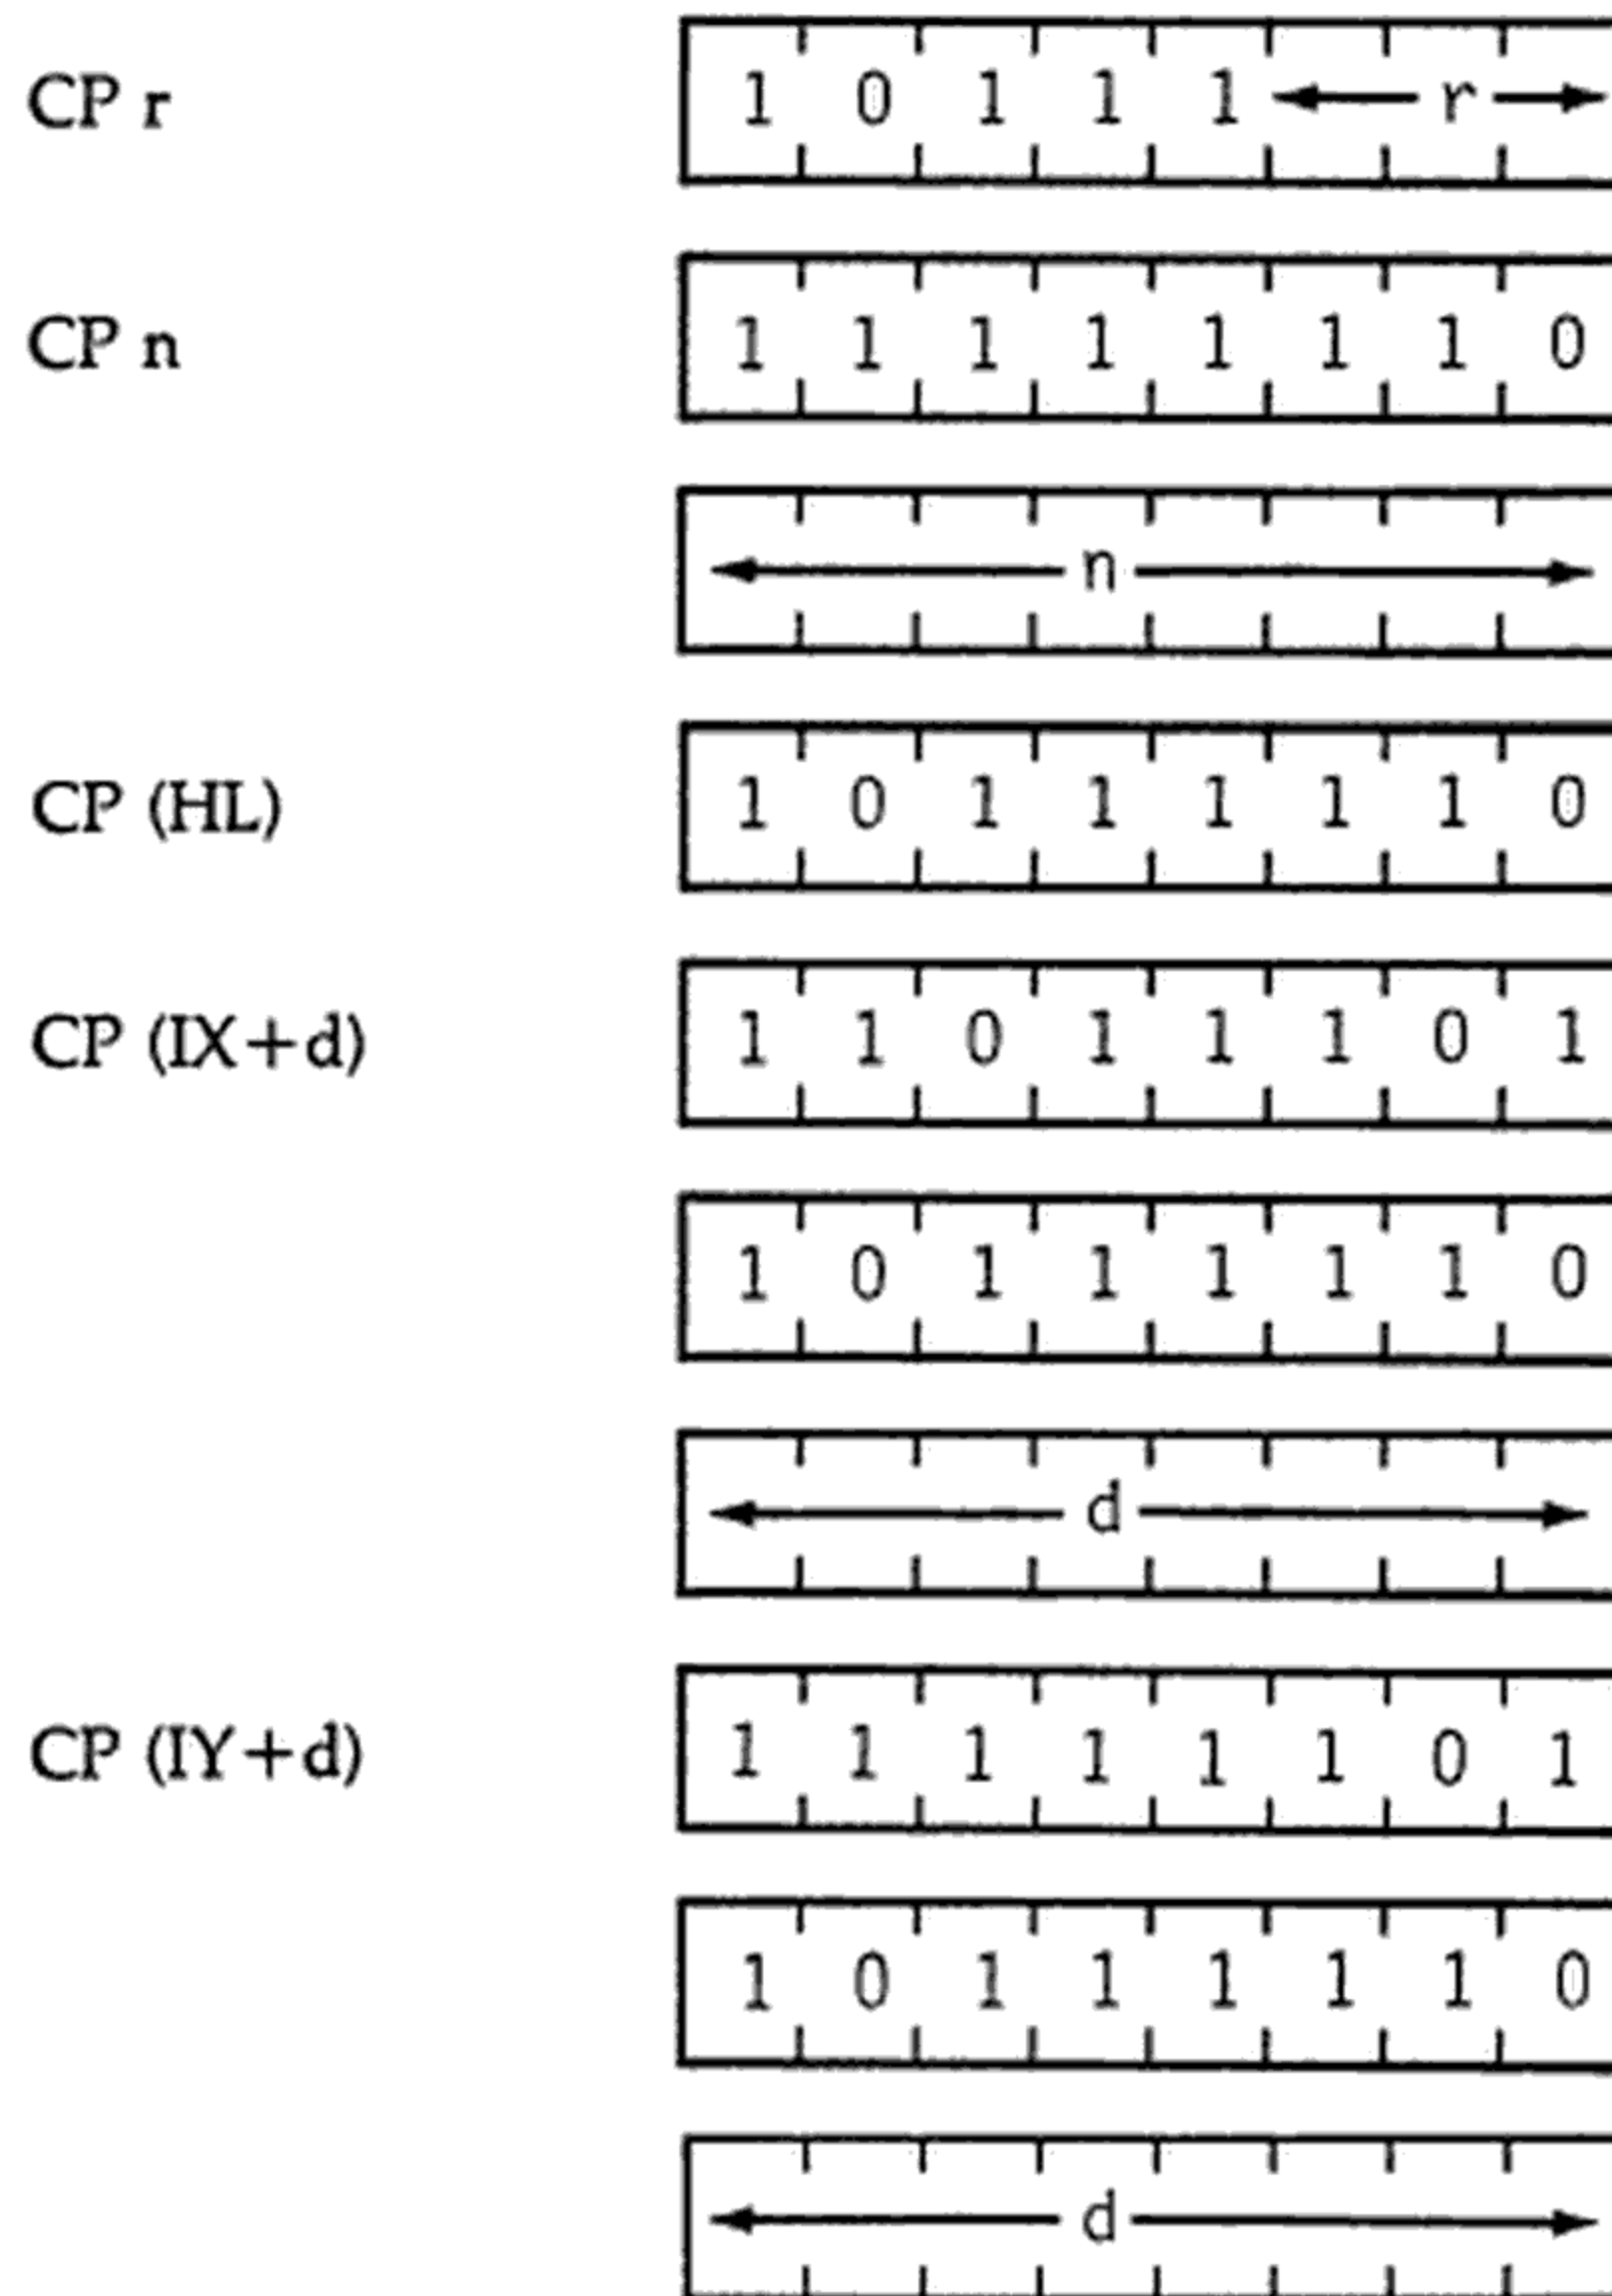 CP r 1 0 1 1 1 r
CP n 1 1 1 1 1 1 1 0
n
CP (HL) 1 0 1 1 1 1 1 0
CP (IX+d) 1 1 0 1 1 1 0 1
1 0 1 1 1 1 1 0
d
CP (IY+d) 1 1 1 1 1 1 0 1
1 0 1 1 1 1 1 0
d